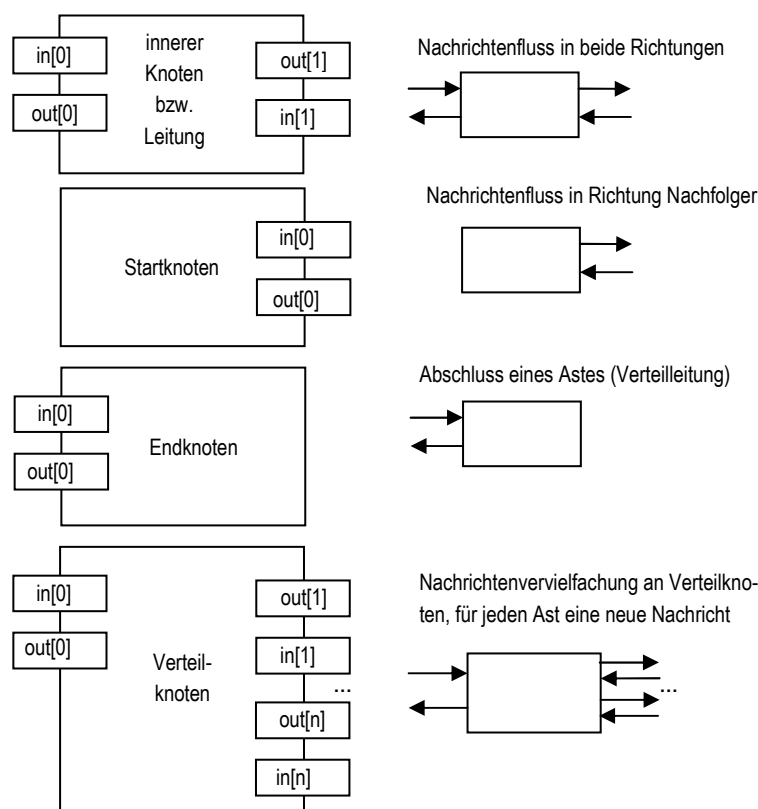 innerer
Knoten
bzw.
Leitung
in[0]
out[0]
out[1]
in[1]
Nachrichtenfluss in beide Richtungen
Startknoten
in[0]
out[0]
Nachrichtenfluss in Richtung Nachfolger
in[0]
out[0]
Endknoten
Abschluss eines Astes (Verteilleitung)
in[0]
out[0]
Verteil-
knoten
out[1]
in[1]
...
out[n]
in[n]
Nachrichtenvervielfachung an Verteilkno-
ten, für jeden Ast eine neue Nachricht
...